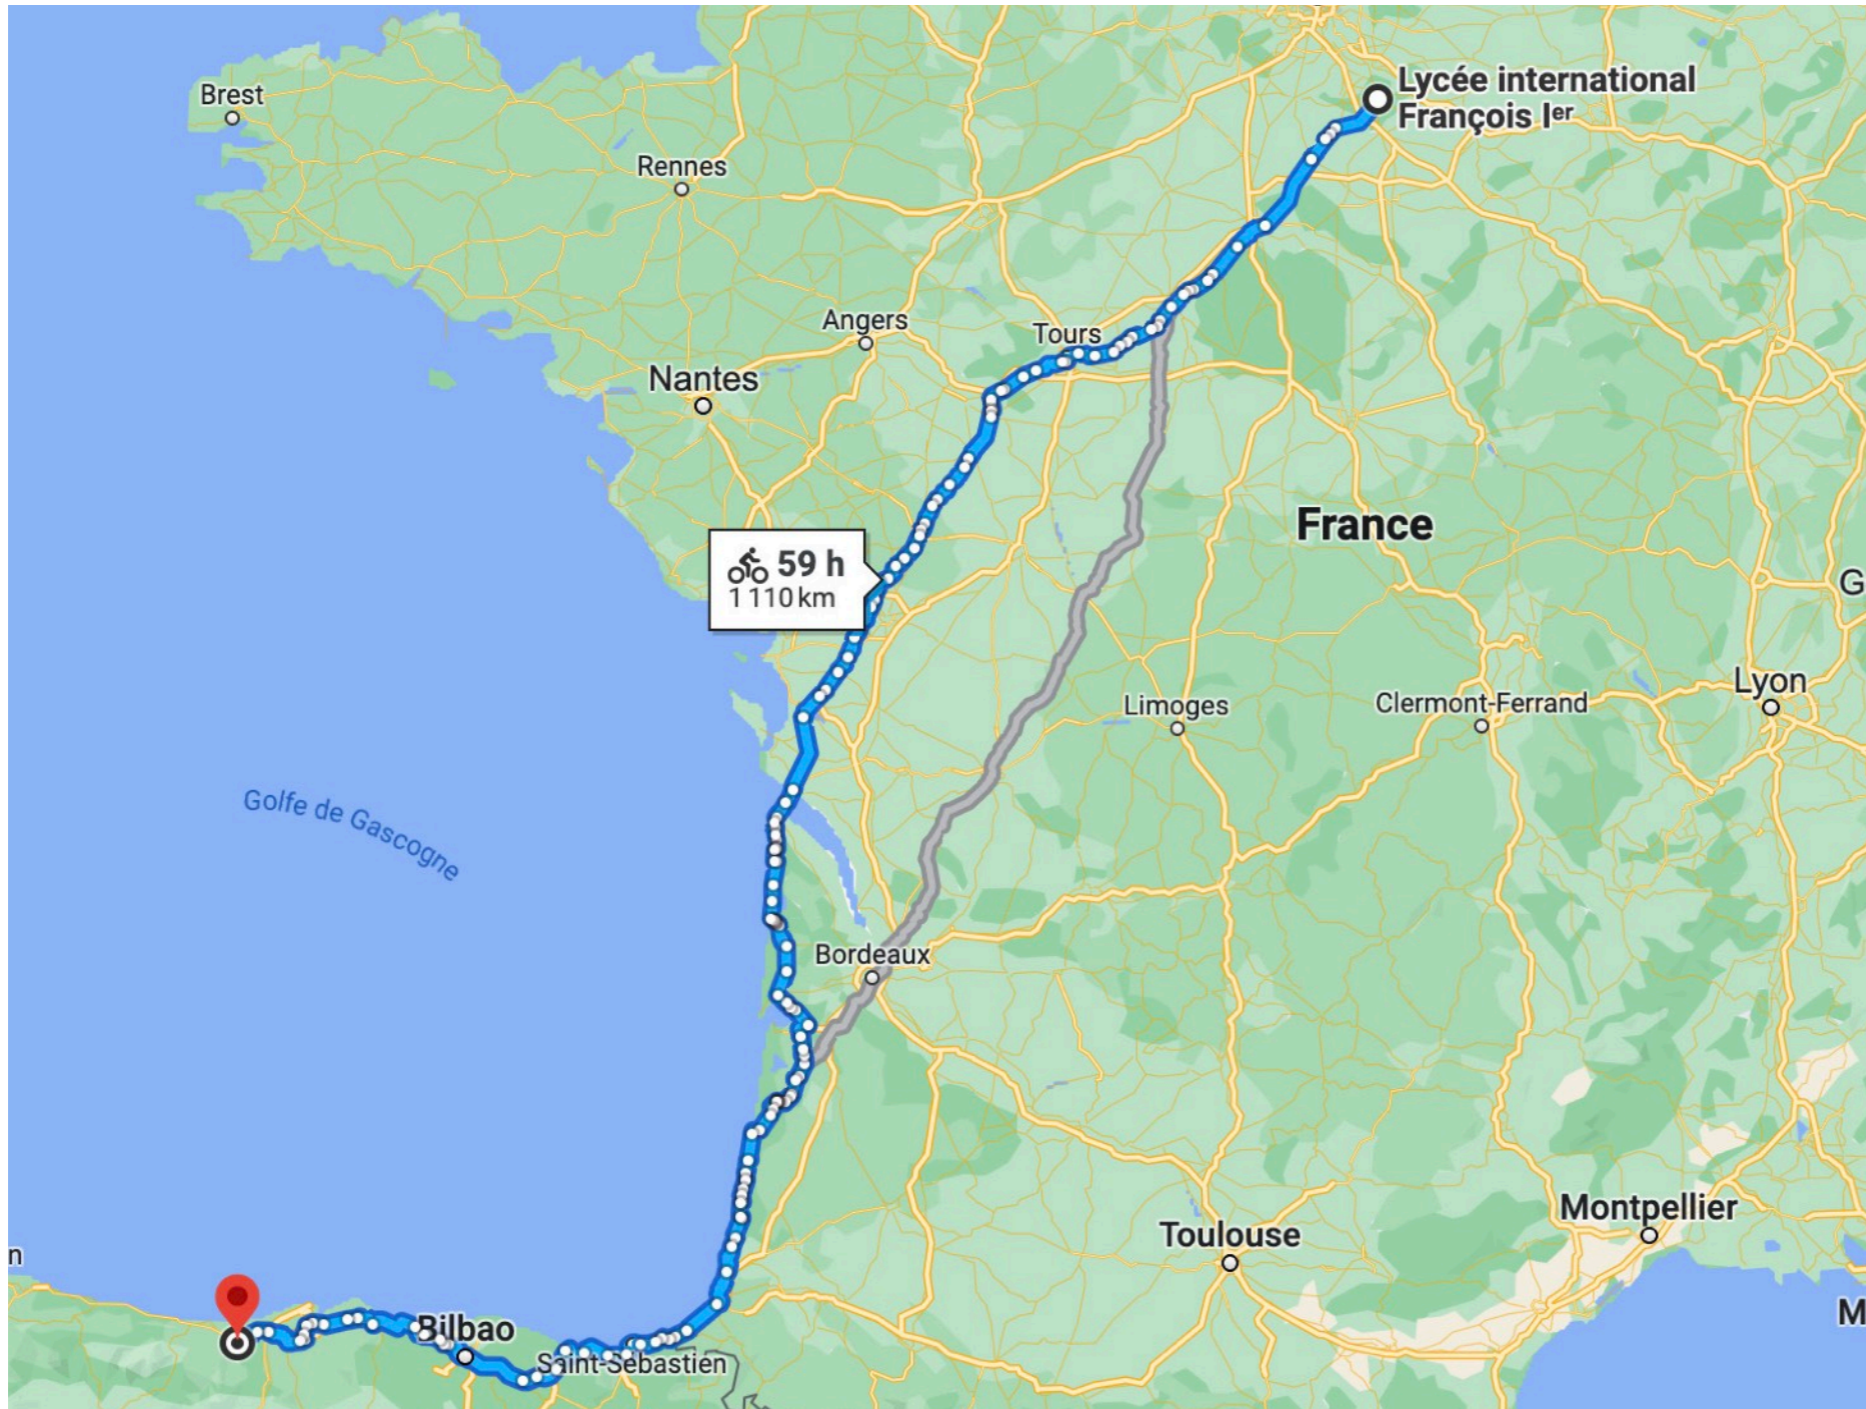 Lycée international
François Iᵉʳ
Brest
Rennes
Angers
Tours
Nantes
France
59 h
1 110 km
G
Lyon
Limoges
Clermont-Ferrand
Golfe de Gascogne
Bordeaux
Montpellier
Toulouse
n
M
Bilbao
Saint-Sébastien